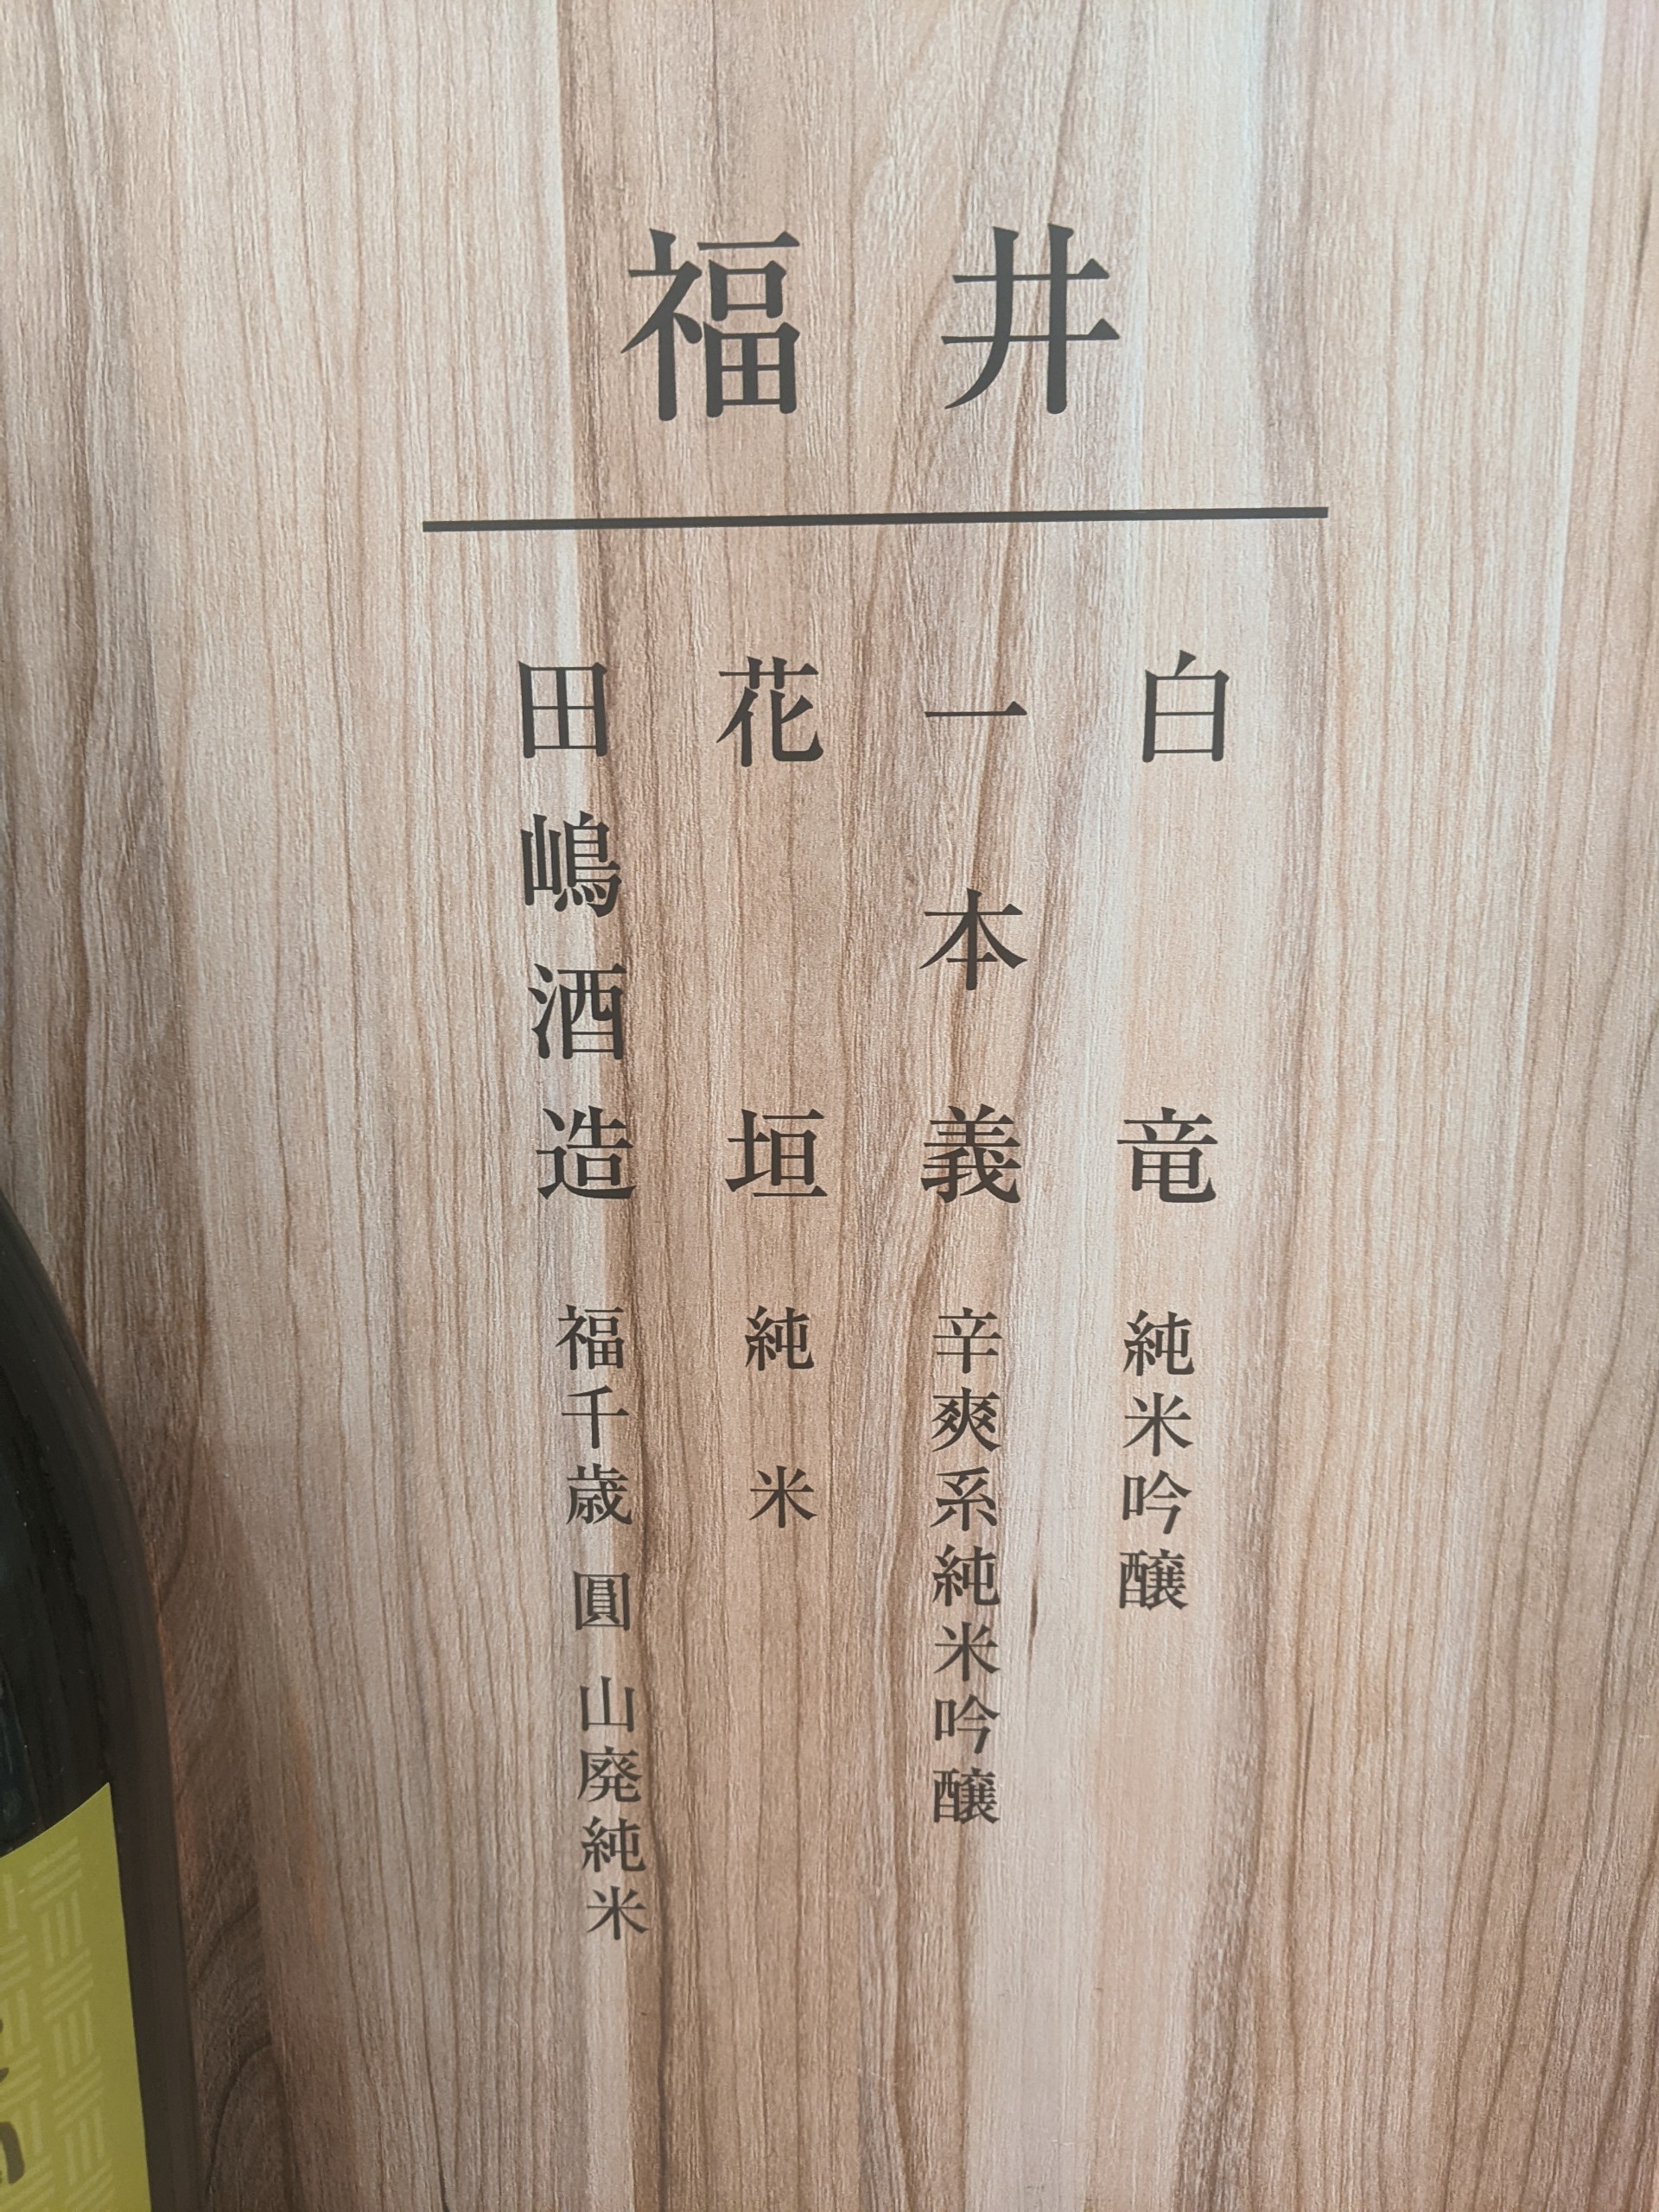 福井
白竜 純米吟醸
一本義 辛爽系純米吟醸
花垣 純米
田嶋酒造 福千歳 圓 山廃純米